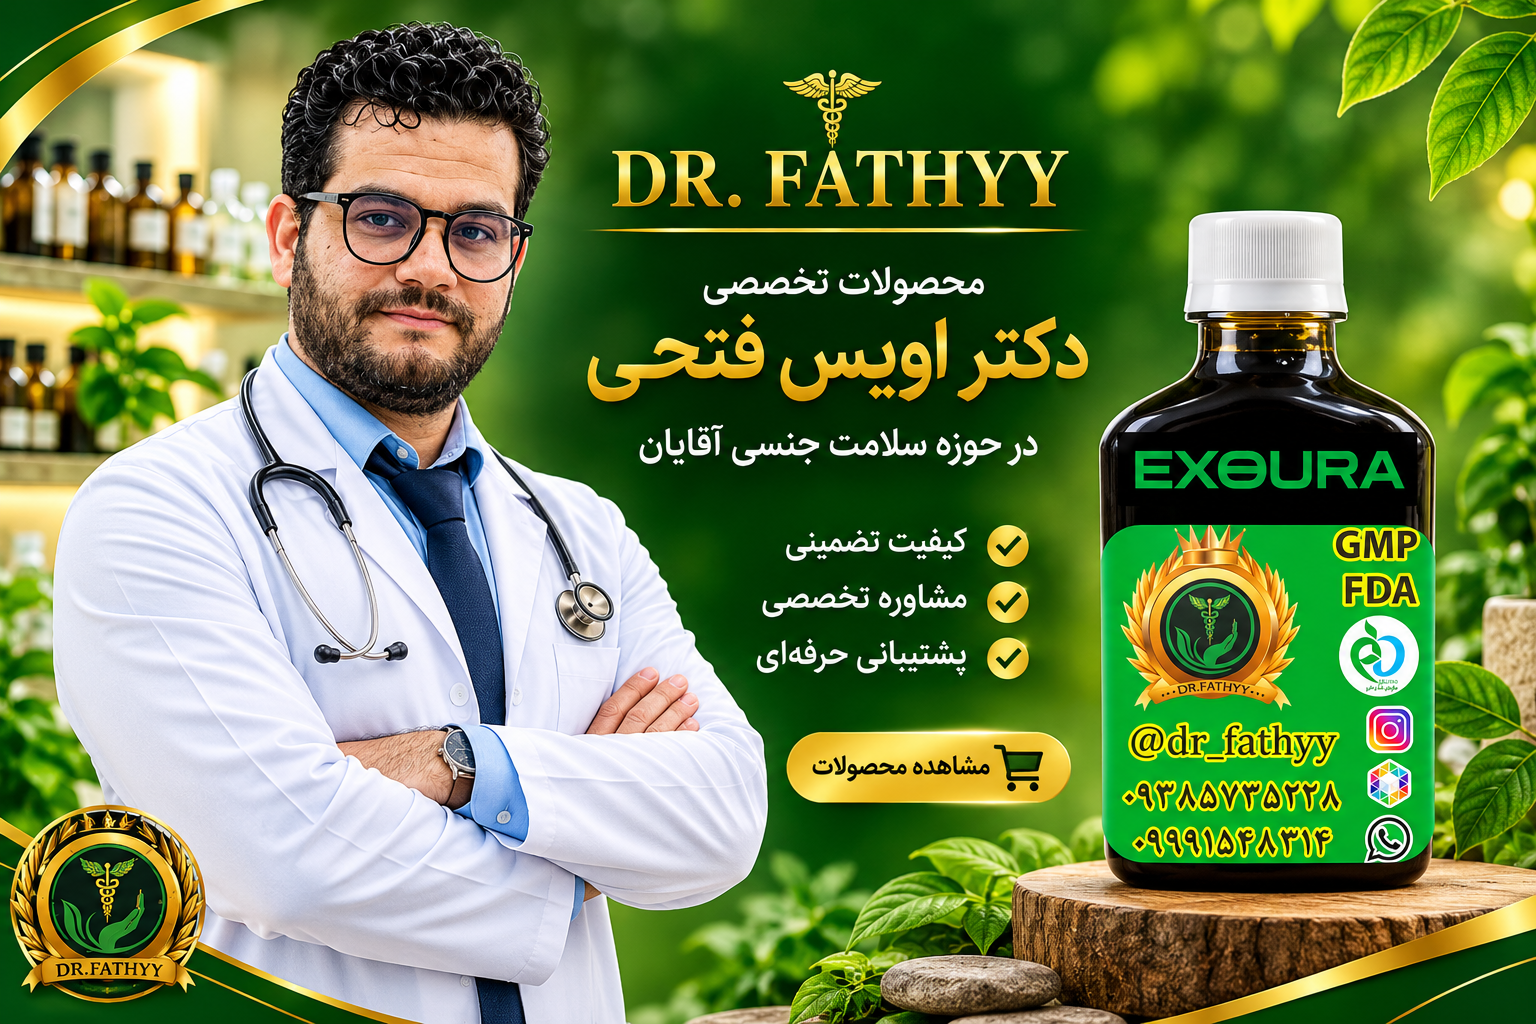 DR. FATHYY
محصولات تخصصی
دکتر اویس فتحی
در حوزه سلامت جنسی آقایان
کیفیت تضمینی
مشاوره تخصصی
پشتیبانی حرفه‌ای
مشاهده محصولات
EXΘURA
GMP
FDA
DR.FATHYY
@dr_fathyy
۰۹۳۸۵۷۳۵۲۲۸
۰۹۹۹۱۵۴۸۳۱۴
DR.FATHYY